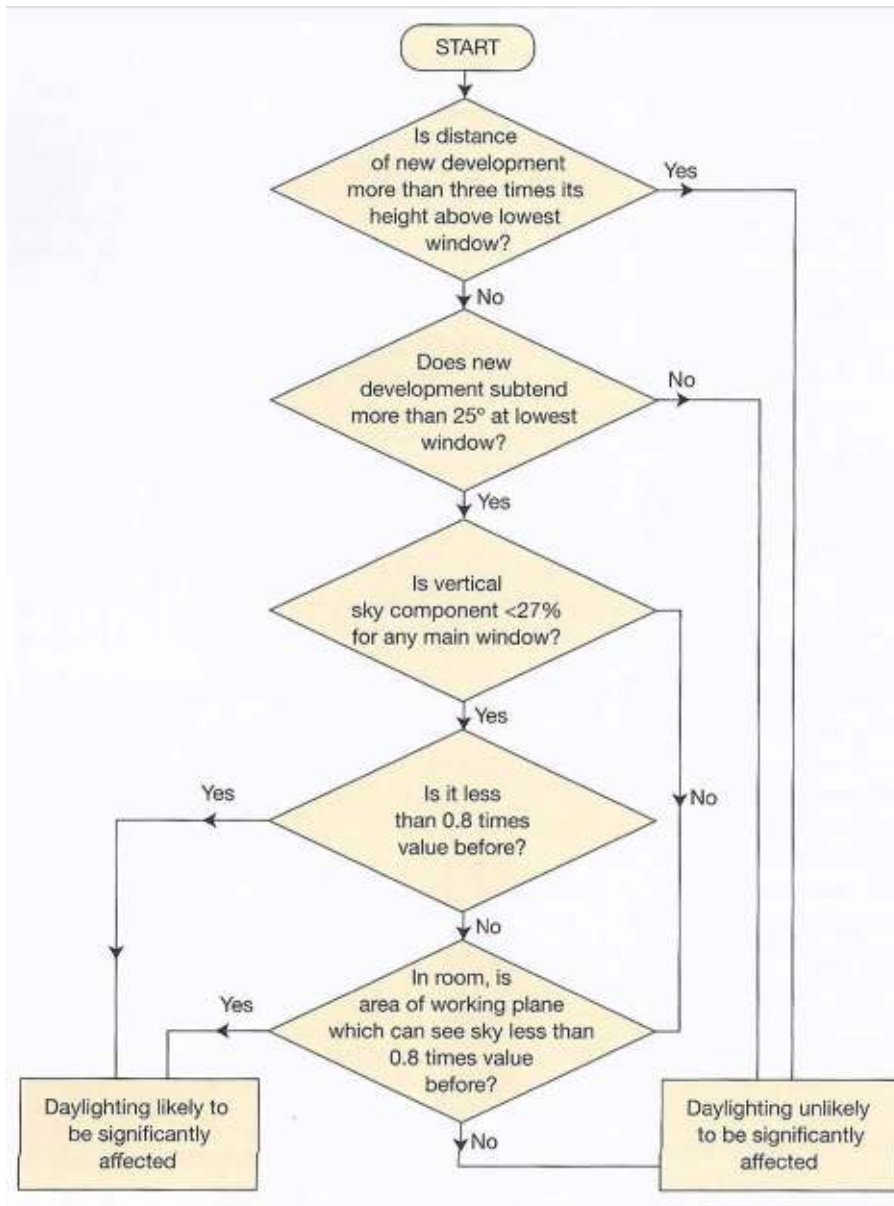 START
Is distance
of new development
more than three times its
height above lowest
window?
Yes
No
Does new
development subtend
more than 25º at lowest
window?
No
Yes
Is vertical
sky component <27%
for any main window?
Yes
No
Is it less
than 0.8 times
value before?
Yes
No
In room, is
area of working plane
which can see sky less than
0.8 times value
before?
Yes
No
Daylighting likely to
be significantly
affected
Daylighting unlikely
to be significantly
affected